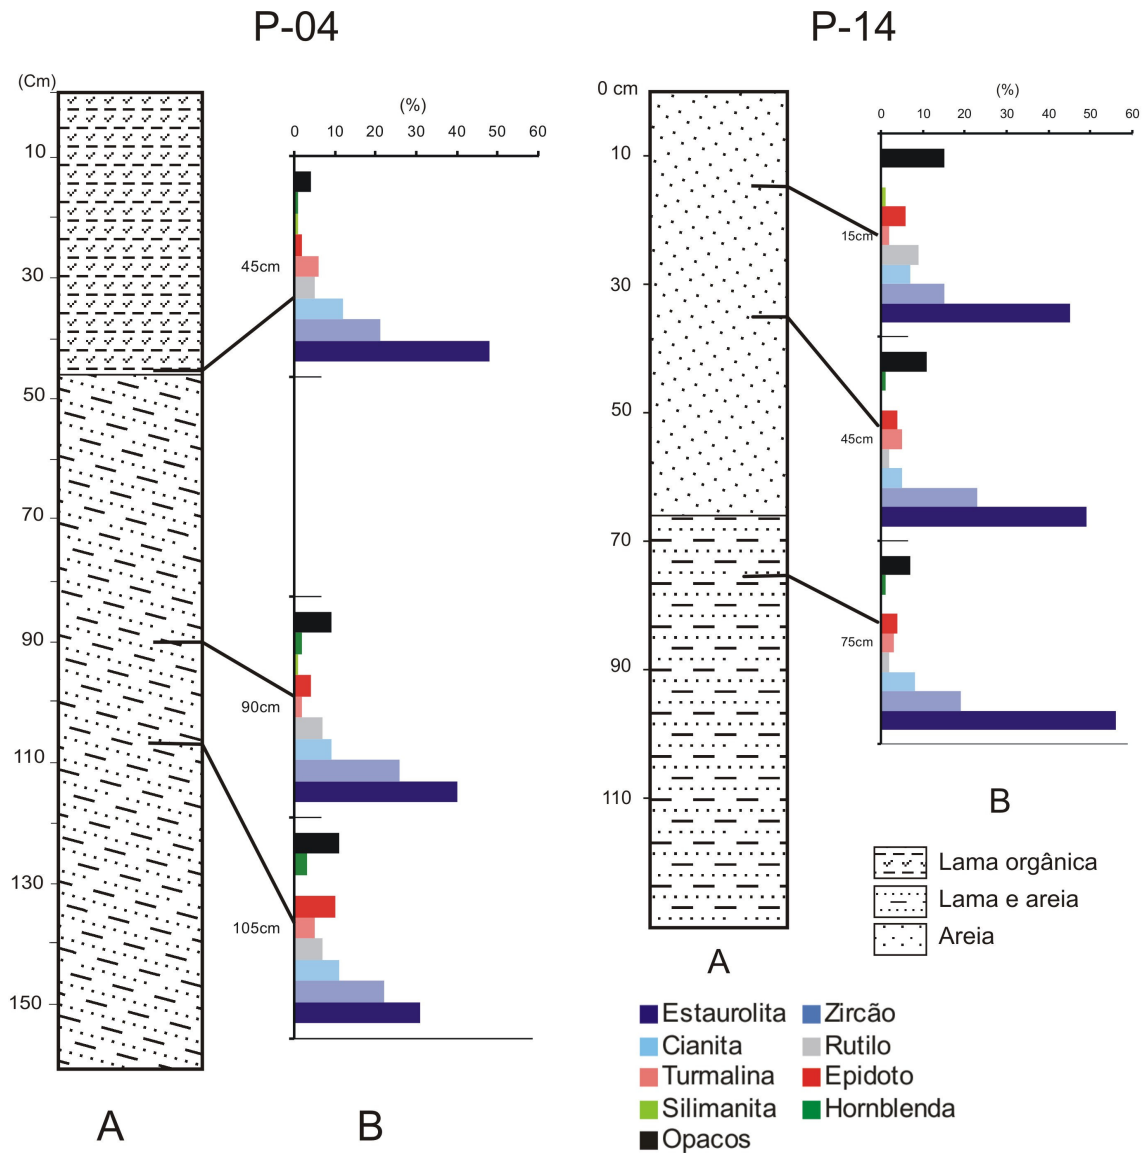 P-04
(Cm)
10
30
50
70
90
110
130
150
A
(%)
0 10 20 30 40 50 60
45cm
90cm
105cm
B
P-14
0 cm
10
30
50
70
90
110
A
(%)
0 10 20 30 40 50 60
15cm
45cm
75cm
B
Lama orgânica
Lama e areia
Areia
Estaurolita Zircão
Cianita Rutilo
Turmalina Epidoto
Silimanita Hornblenda
Opacos